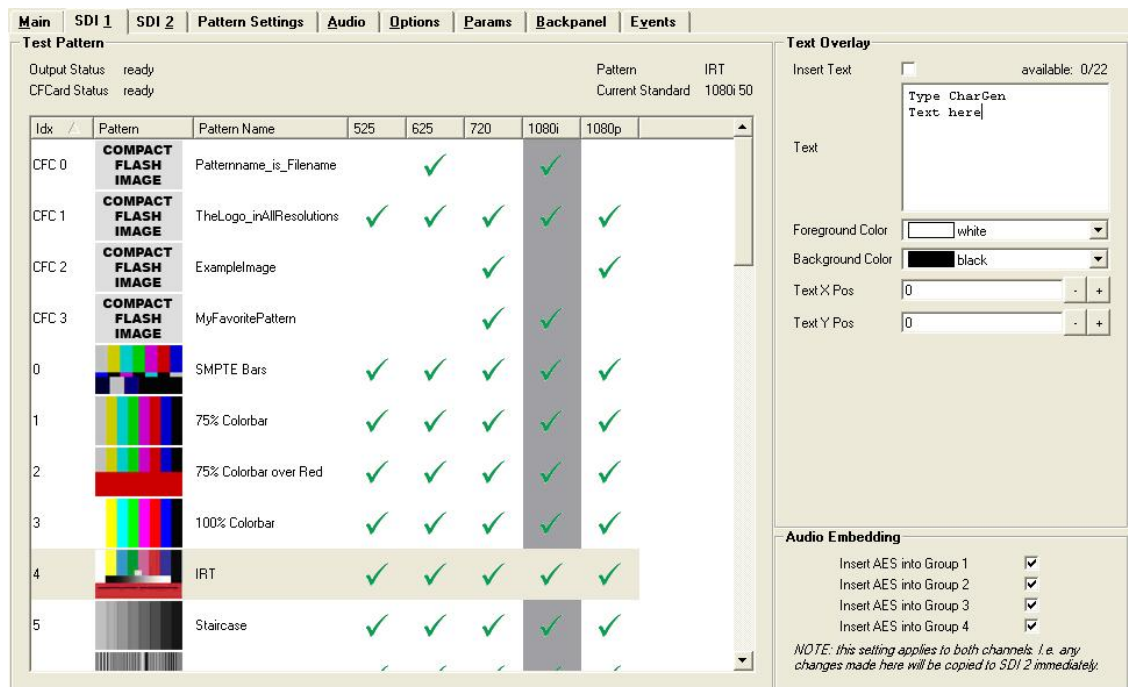 Main SDI 1 SDI 2 Pattern Settings Audio Options Params Backpanel Events
Test Pattern
Output Status ready Pattern IRT
CFCard Status ready Current Standard 1080i 50
Idx Pattern Pattern Name 525 625 720 1080i 1080p
CFC 0 COMPACT FLASH IMAGE Patternname_is_Filename
CFC 1 COMPACT FLASH IMAGE TheLogo_inAllResolutions
CFC 2 COMPACT FLASH IMAGE ExampleImage
CFC 3 COMPACT FLASH IMAGE MyFavoritePattern
0 SMPTE Bars
1 75% Colorbar
2 75% Colorbar over Red
3 100% Colorbar
4 IRT
5 Staircase
Text Overlay
Insert Text available: 0/22
Text
Type CharGen
Text here
Foreground Color white
Background Color black
Text X Pos 0 - +
Text Y Pos 0 - +
Audio Embedding
Insert AES into Group 1
Insert AES into Group 2
Insert AES into Group 3
Insert AES into Group 4
NOTE: this setting applies to both channels. I.e. any
changes made here will be copied to SDI 2 immediately.